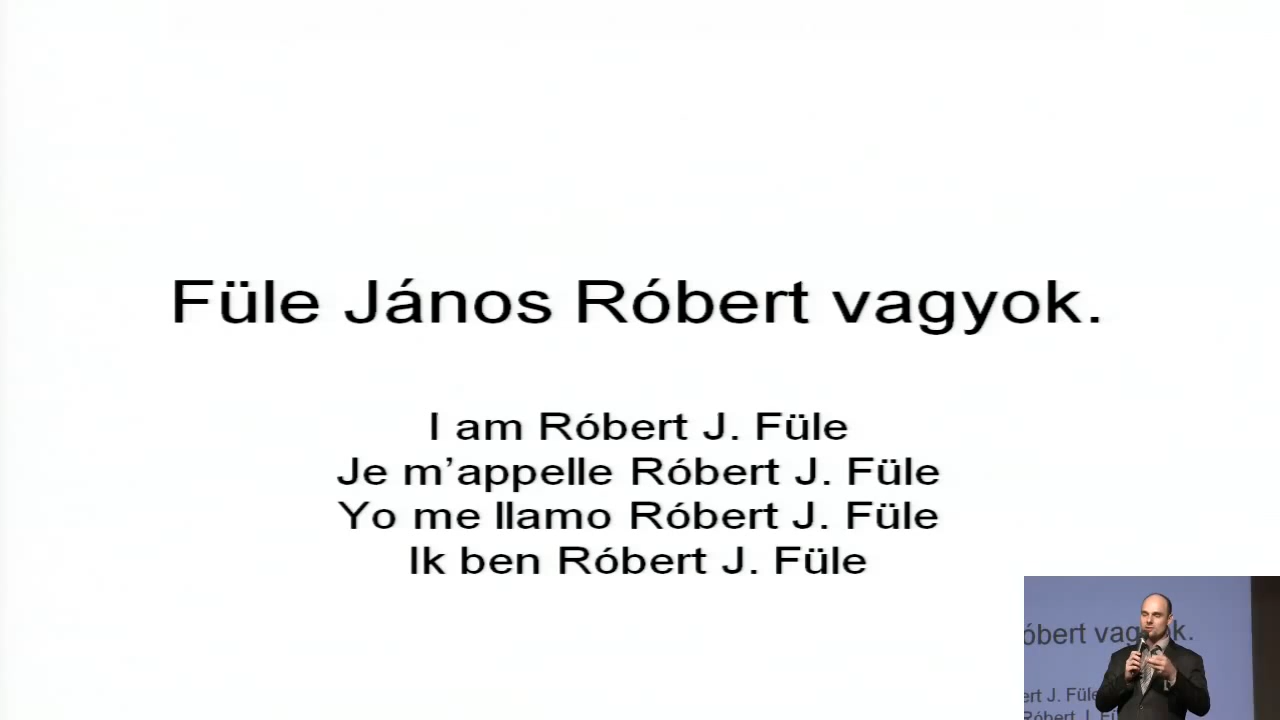 Füle János Róbert vagyok.
I am Róbert J. Füle
Je m’appelle Róbert J. Füle
Yo me llamo Róbert J. Füle
Ik ben Róbert J. Füle